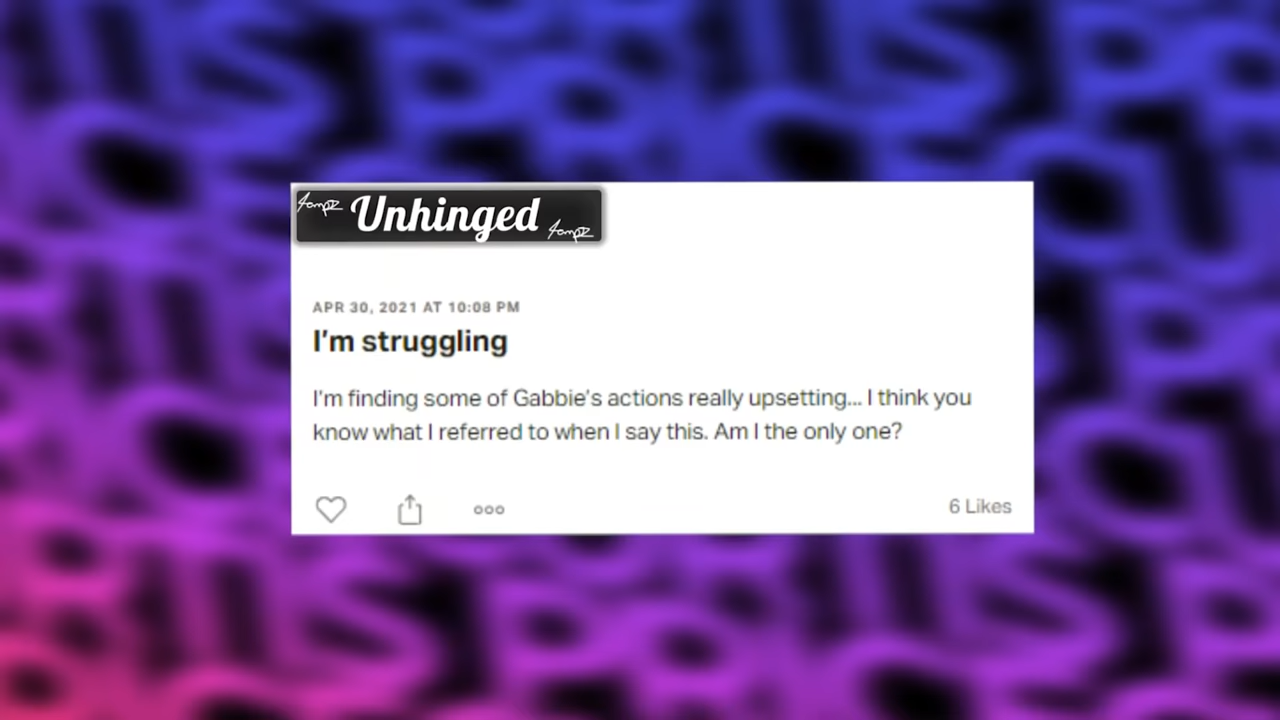 Unhinged
APR 30, 2021 AT 10:08 PM
I'm struggling
I'm finding some of Gabbie's actions really upsetting... I think you
know what I referred to when I say this. Am I the only one?
6 Likes